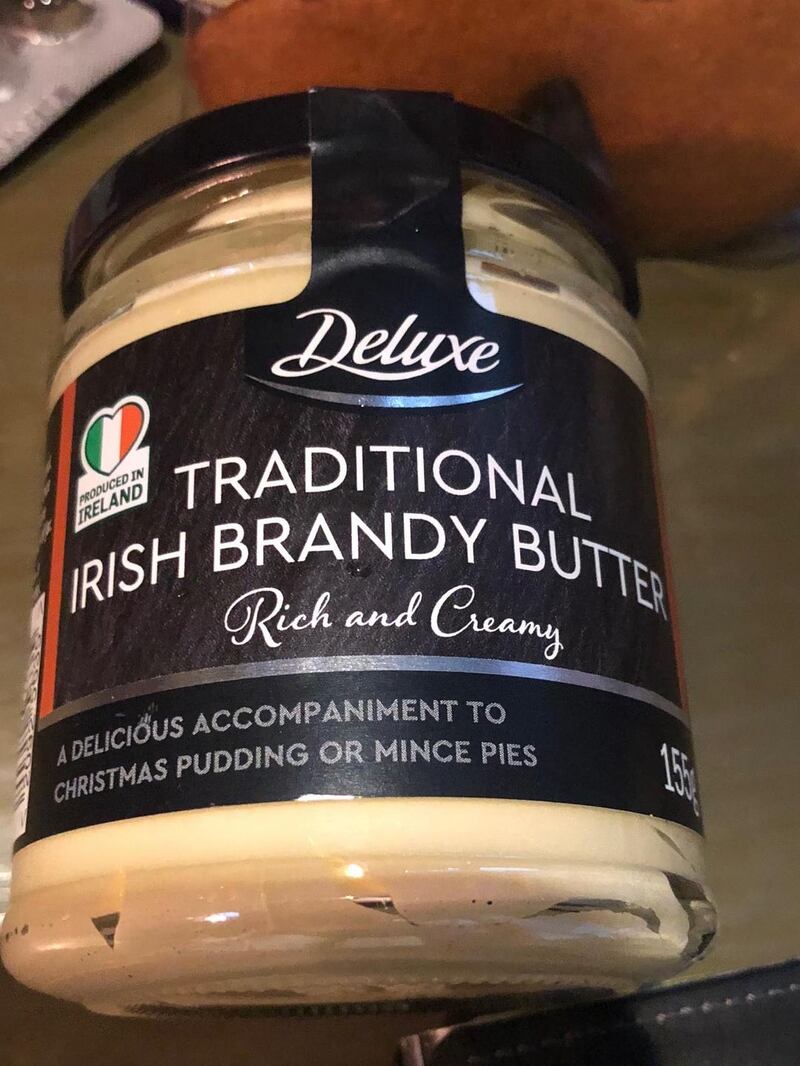 Deluxe
PRODUCED IN
IRELAND
TRADITIONAL
IRISH BRANDY BUTTER
Rich and Creamy
A DELICIOUS ACCOMPANIMENT TO
CHRISTMAS PUDDING OR MINCE PIES
155g